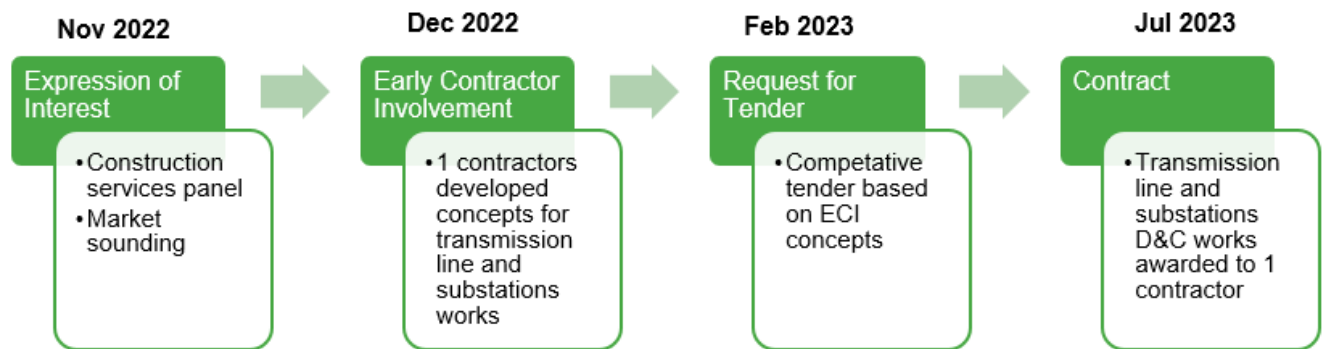 Nov 2022
Expression of
Interest
•Construction
services panel
•Market
sounding
Dec 2022
Early Contractor
Involvement
•1 contractors
developed
concepts for
transmission
line and
substations
works
Feb 2023
Request for
Tender
•Competative
tender based
on ECI
concepts
Jul 2023
Contract
•Transmission
line and
substations
D&C works
awarded to 1
contractor